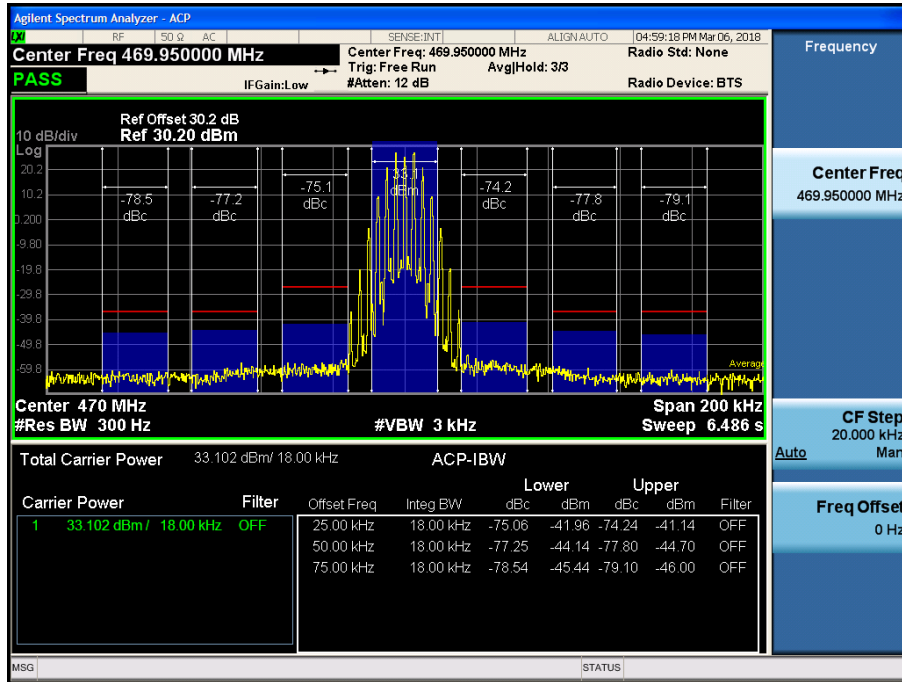 Agilent Spectrum Analyzer - ACP
LXI RF 50 Ω AC SENSE:INT ALIGN AUTO 04:59:18 PM Mar 06, 2018
Center Freq 469.950000 MHz
Center Freq: 469.950000 MHz
Radio Std: None
Trig: Free Run Avg|Hold: 3/3
PASS
IFGain:Low
#Atten: 12 dB
Radio Device: BTS
Frequency
Ref Offset 30.2 dB
10 dB/div Ref 30.20 dBm
Log
20.2
10.2
0.200
-9.80
-19.8
-29.8
-39.8
-49.8
-59.8
-78.5 dBc
-77.2 dBc
-75.1 dBc
dBm
-74.2 dBc
-77.8 dBc
-79.1 dBc
Average
Center 470 MHz Span 200 kHz
#Res BW 300 Hz #VBW 3 kHz Sweep 6.486 s
Total Carrier Power 33.102 dBm/ 18.00 kHz ACP-IBW
Lower Upper
Carrier Power Filter
Offset Freq Integ BW dBc dBm dBc dBm Filter
1 33.102 dBm / 18.00 kHz OFF
25.00 kHz 18.00 kHz -75.06 -41.96 -74.24 -41.14 OFF
50.00 kHz 18.00 kHz -77.25 -44.14 -77.80 -44.70 OFF
75.00 kHz 18.00 kHz -78.54 -45.44 -79.10 -46.00 OFF
Center Freq
469.950000 MHz
CF Step
20.000 kHz
Auto Man
Freq Offset
0 Hz
MSG STATUS